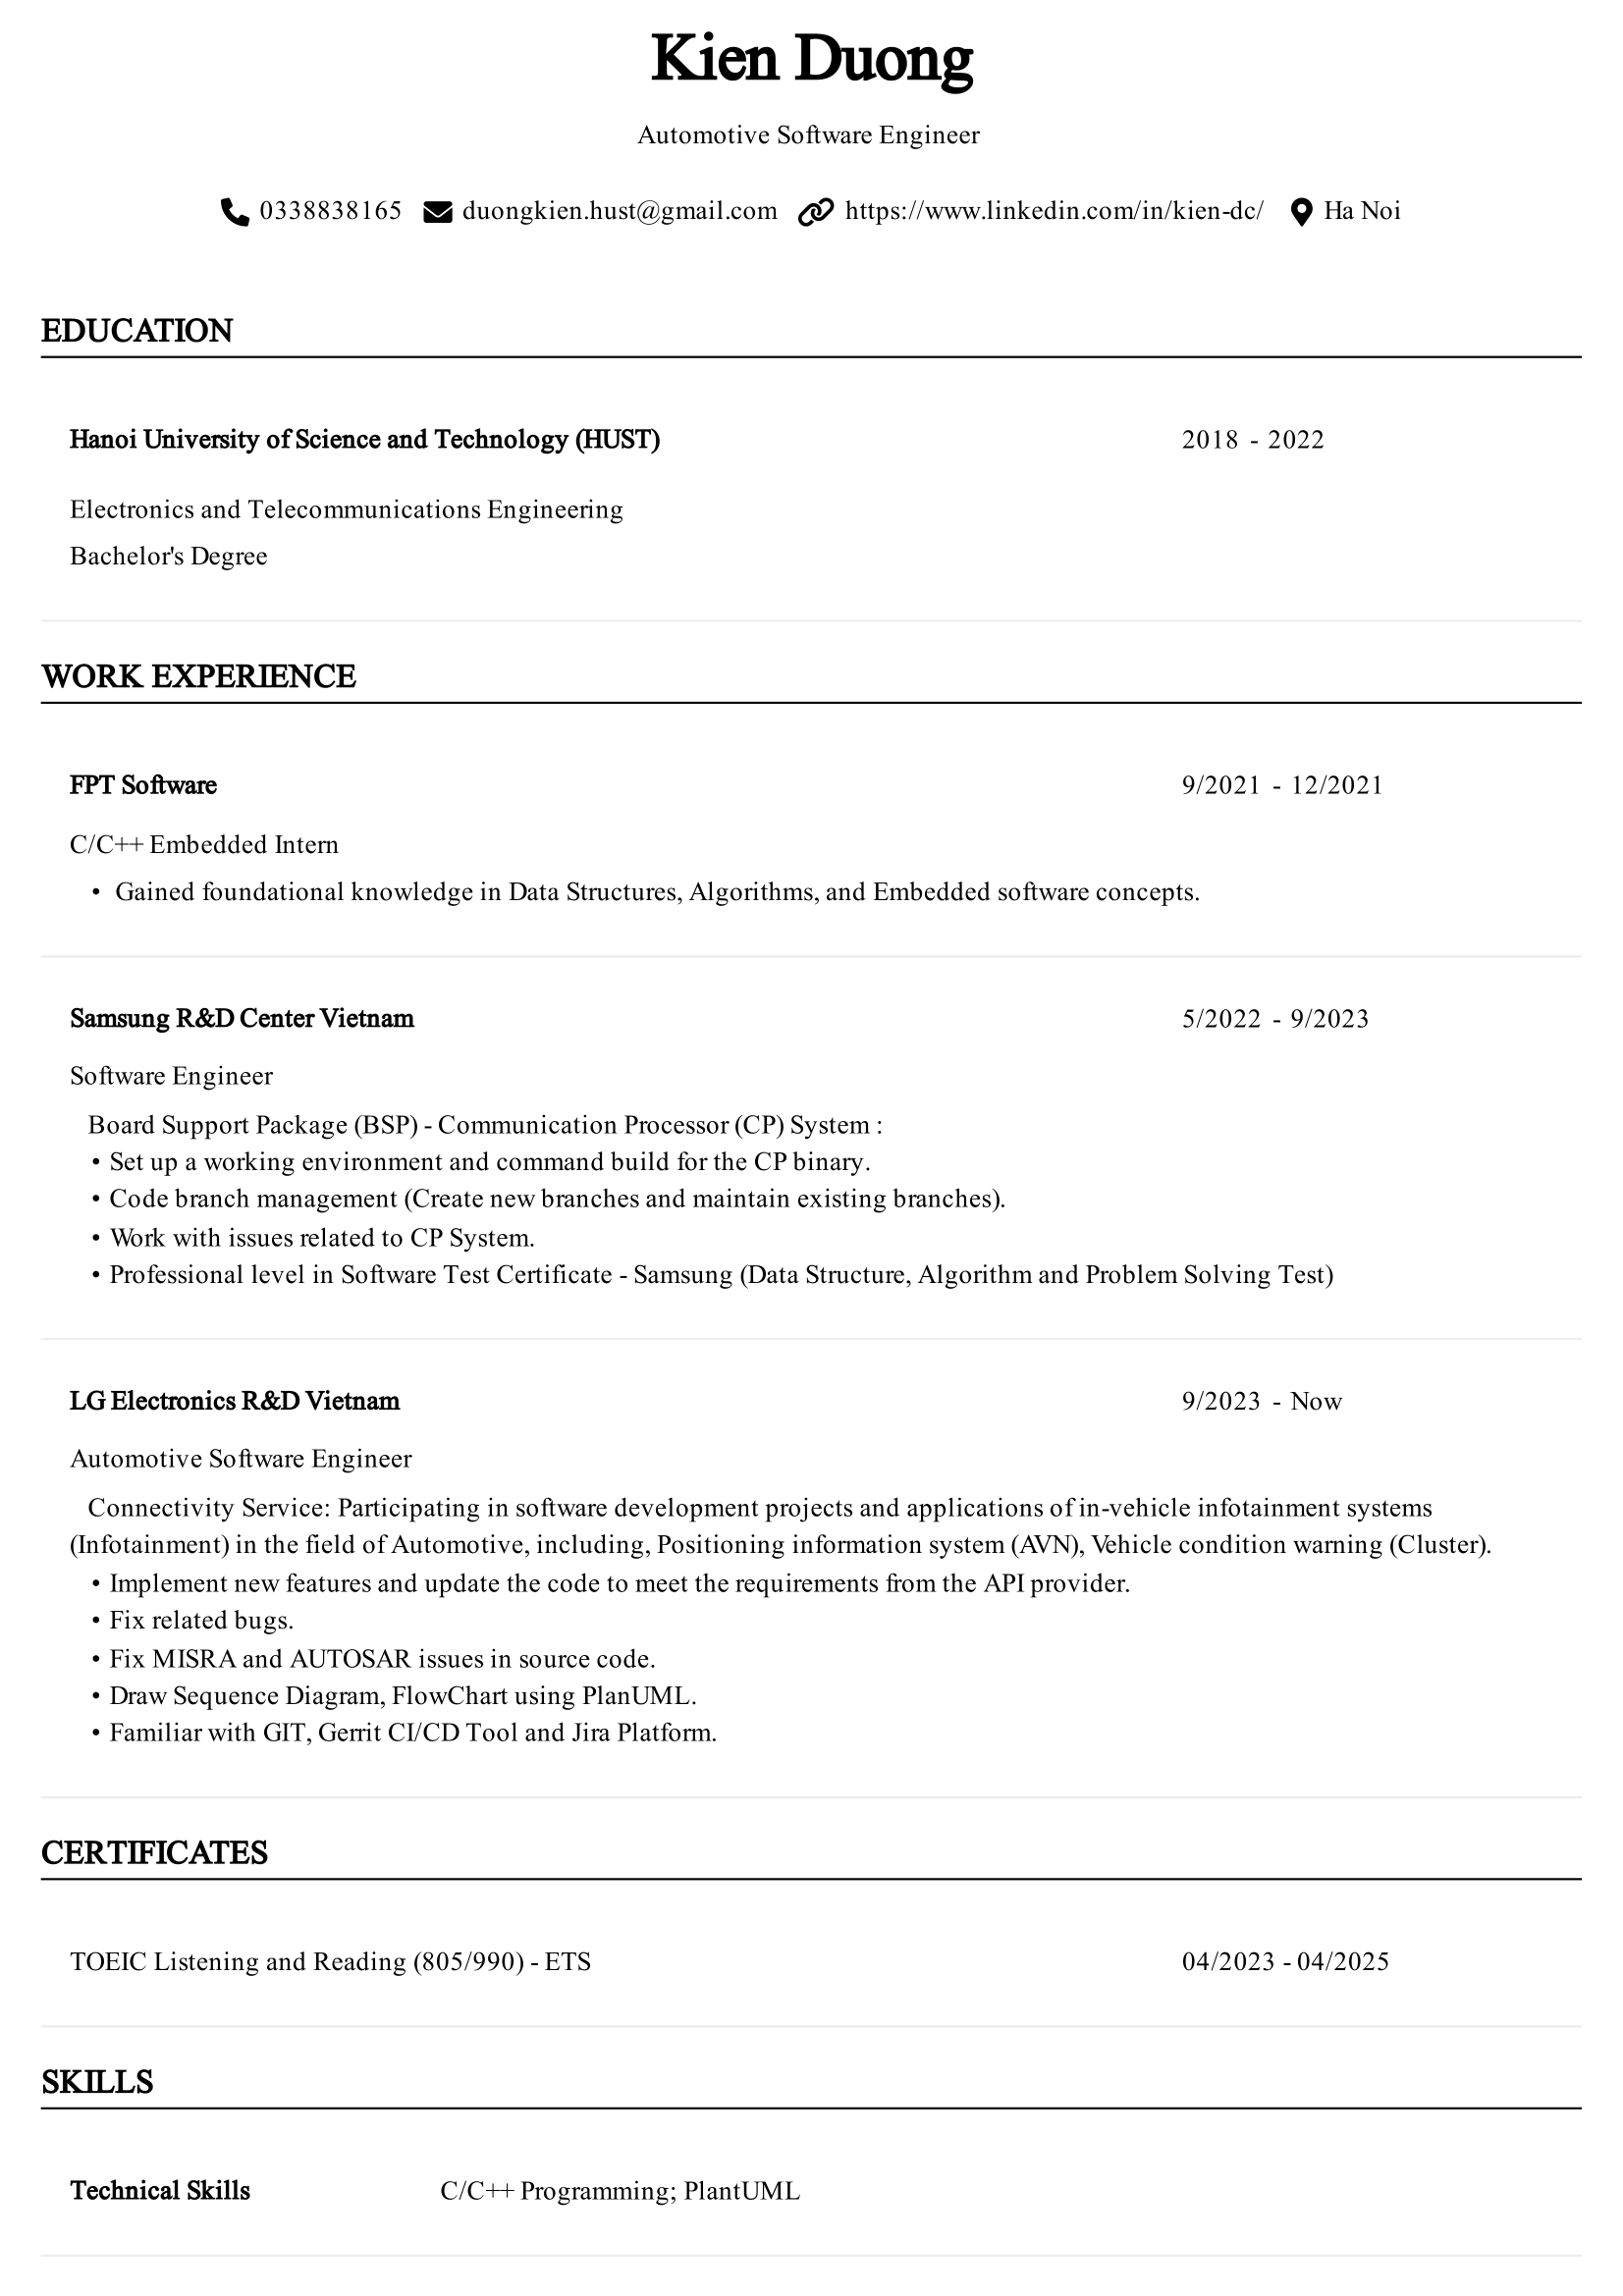 Kien Duong
Automotive Software Engineer
0338838165 duongkien.hust@gmail.com https://www.linkedin.com/in/kien-dc/ Ha Noi
EDUCATION
Hanoi University of Science and Technology (HUST) 2018 - 2022
Electronics and Telecommunications Engineering
Bachelor's Degree
WORK EXPERIENCE
FPT Software 9/2021 - 12/2021
C/C++ Embedded Intern
• Gained foundational knowledge in Data Structures, Algorithms, and Embedded software concepts.
Samsung R&D Center Vietnam 5/2022 - 9/2023
Software Engineer
Board Support Package (BSP) - Communication Processor (CP) System :
• Set up a working environment and command build for the CP binary.
• Code branch management (Create new branches and maintain existing branches).
• Work with issues related to CP System.
• Professional level in Software Test Certificate - Samsung (Data Structure, Algorithm and Problem Solving Test)
LG Electronics R&D Vietnam 9/2023 - Now
Automotive Software Engineer
Connectivity Service: Participating in software development projects and applications of in-vehicle infotainment systems
(Infotainment) in the field of Automotive, including, Positioning information system (AVN), Vehicle condition warning (Cluster).
• Implement new features and update the code to meet the requirements from the API provider.
• Fix related bugs.
• Fix MISRA and AUTOSAR issues in source code.
• Draw Sequence Diagram, FlowChart using PlanUML.
• Familiar with GIT, Gerrit CI/CD Tool and Jira Platform.
CERTIFICATES
TOEIC Listening and Reading (805/990) - ETS 04/2023 - 04/2025
SKILLS
Technical Skills C/C++ Programming; PlantUML